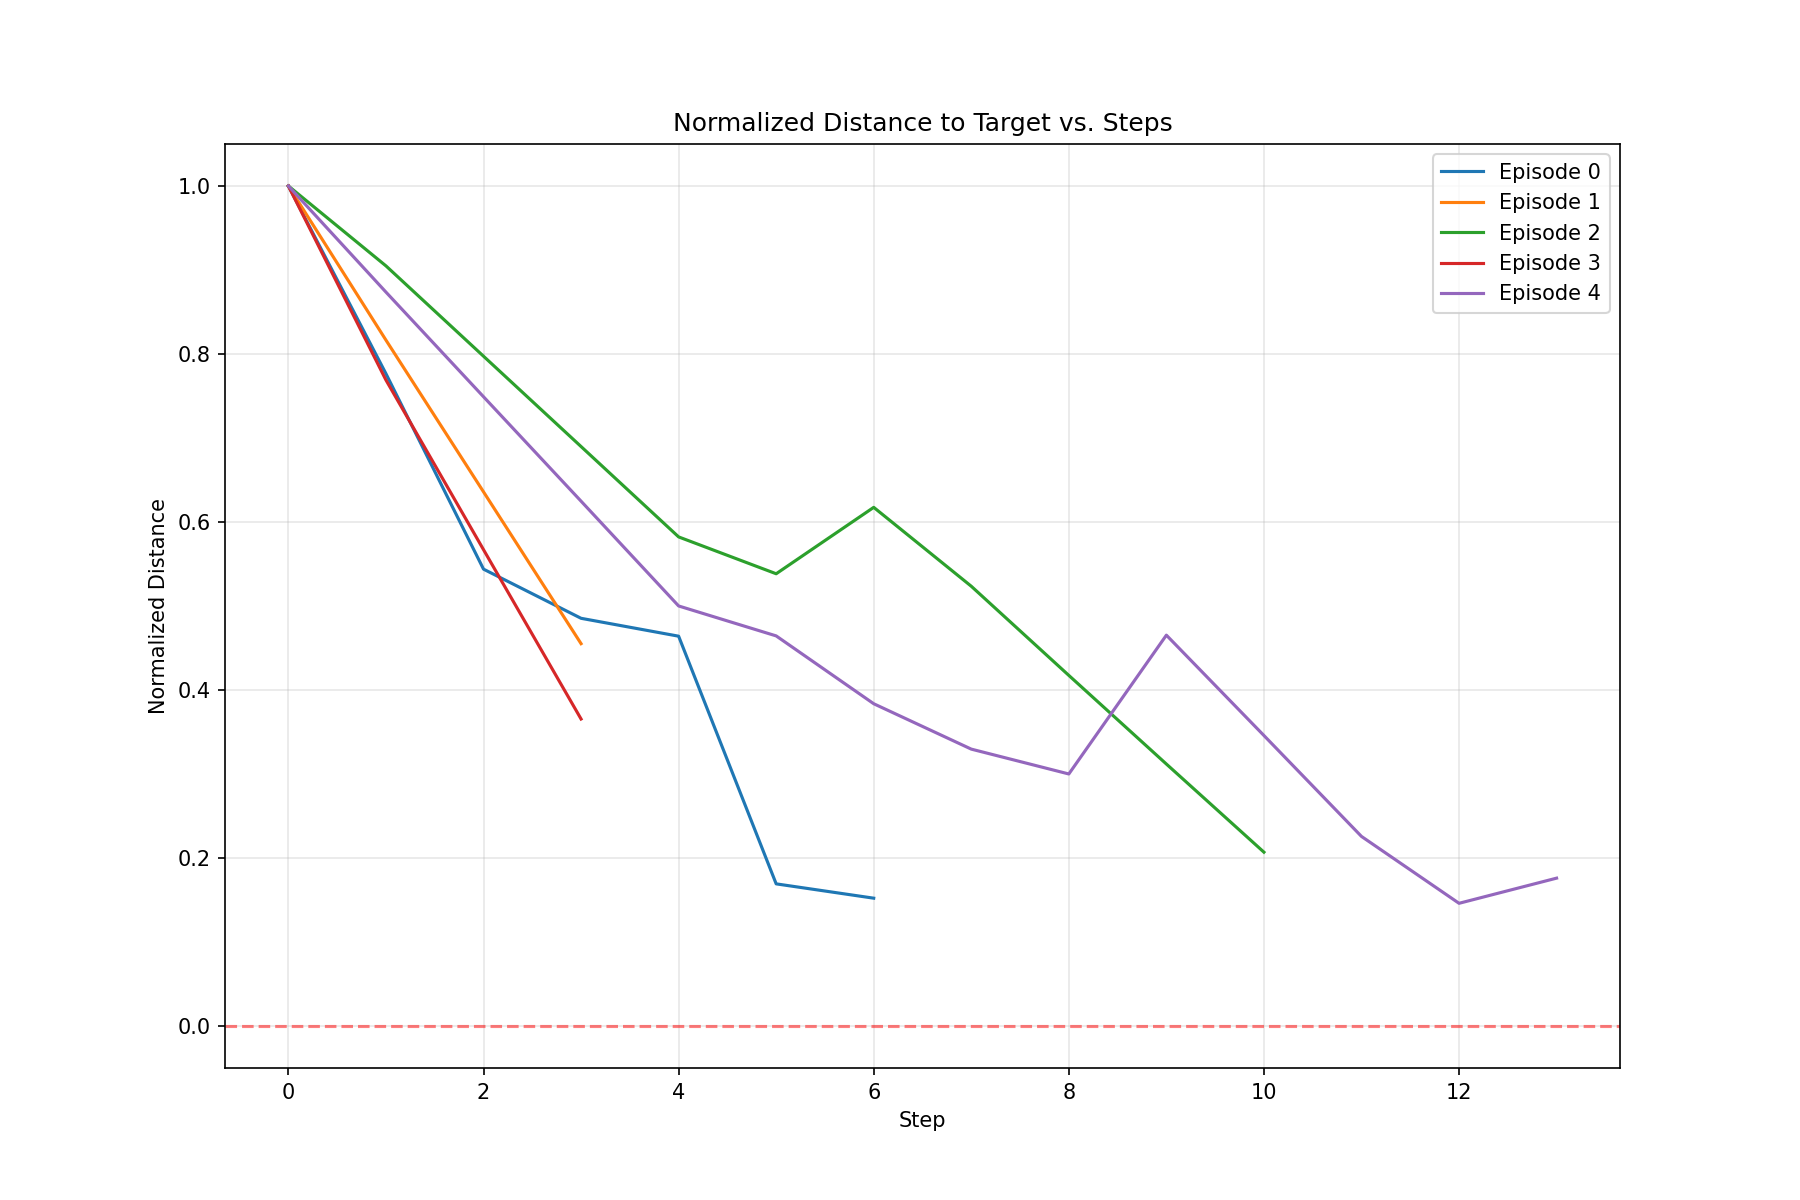 Normalized Distance to Target vs. Steps
Normalized Distance
1.0
0.8
0.6
0.4
0.2
0.0
0 2 4 6 8 10 12
Step
Episode 0
Episode 1
Episode 2
Episode 3
Episode 4